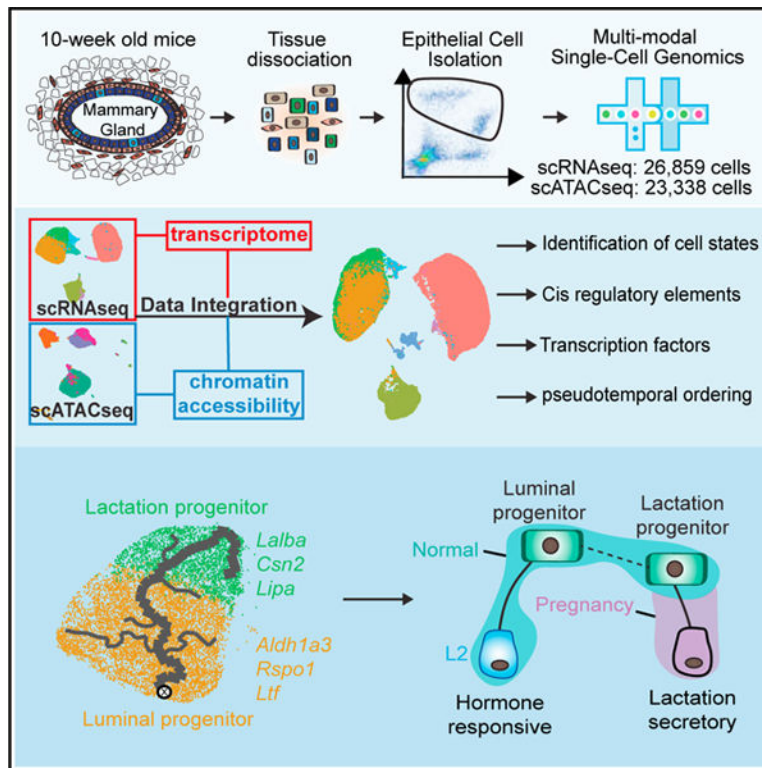 10-week old mice
Mammary
Gland
Tissue
dissociation
Epithelial Cell
Isolation
Multi-modal
Single-Cell Genomics
scRNAseq: 26,859 cells
scATACseq: 23,338 cells
transcriptome
scRNAseq
Data Integration
scATACseq
chromatin
accessibility
Identification of cell states
Cis regulatory elements
Transcription factors
pseudotemporal ordering
Lactation progenitor
Lalba
Csn2
Lipa
Aldh1a3
Rspo1
Ltf
Luminal progenitor
Luminal
progenitor
Lactation
progenitor
Normal
Pregnancy
L2
Hormone
responsive
Lactation
secretory